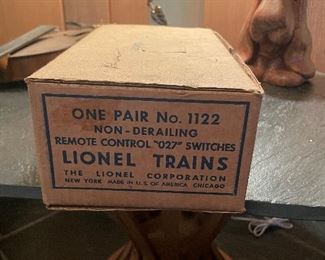 ONE PAIR No. 1122
NON-DERAILING
REMOTE CONTROL "027" SWITCHES
LIONEL TRAINS
THE LIONEL CORPORATION
NEW YORK MADE IN U.S. OF AMERICA CHICAGO